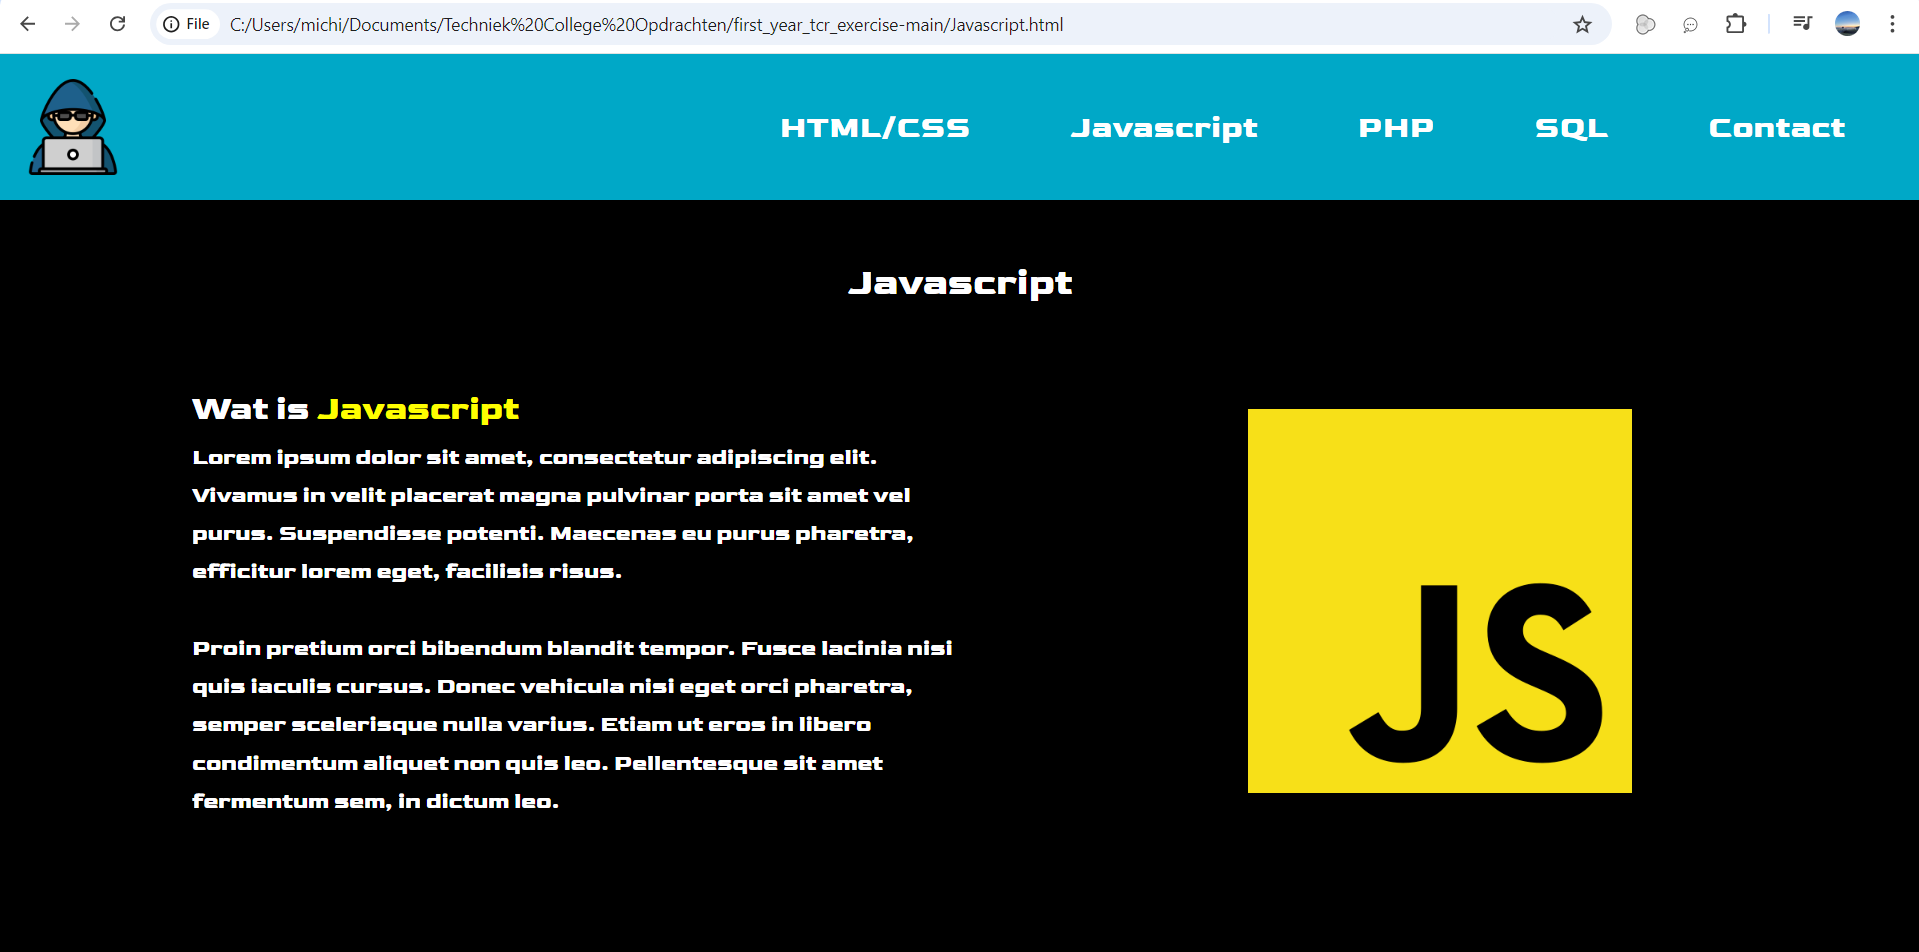 File C:/Users/michi/Documents/Techniek%20College%20Opdrachten/first_year_tcr_exercise-main/Javascript.html
HTML/CSS Javascript PHP SQL Contact
Javascript
Wat is Javascript
Lorem ipsum dolor sit amet, consectetur adipiscing elit.
Vivamus in velit placerat magna pulvinar porta sit amet vel
purus. Suspendisse potenti. Maecenas eu purus pharetra,
efficitur lorem eget, facilisis risus.
Proin pretium orci bibendum blandit tempor. Fusce lacinia nisi
quis iaculis cursus. Donec vehicula nisi eget orci pharetra,
semper scelerisque nulla varius. Etiam ut eros in libero
condimentum aliquet non quis leo. Pellentesque sit amet
fermentum sem, in dictum leo.
JS